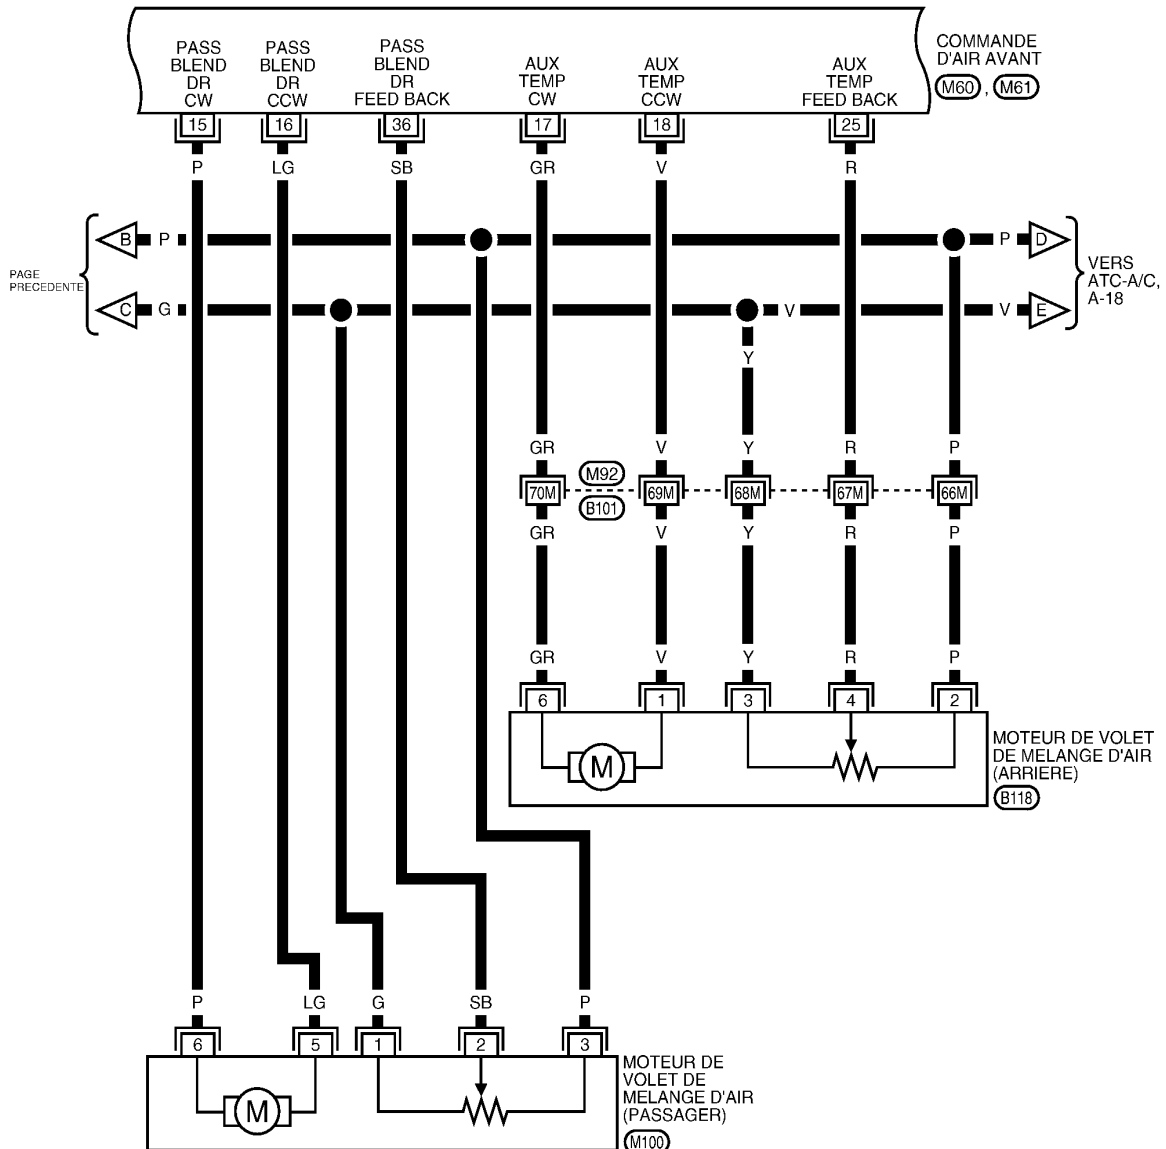 PASS
BLEND
DR
CW
PASS
BLEND
DR
CCW
PASS
BLEND
DR
FEED BACK
AUX
TEMP
CW
AUX
TEMP
CCW
AUX
TEMP
FEED BACK
COMMANDE
D'AIR AVANT
M60 , M61
15 16 36 17 18 25
P LG SB GR V R
B P P D
PAGE
PRECEDENTE
VERS
ATC-A/C,
A-18
C G V V E
Y
GR V Y R P
M92
70M 69M 68M 67M 66M
B101
GR V Y R P
GR V Y R P
6 1 3 4 2
M
MOTEUR DE VOLET
DE MELANGE D'AIR
(ARRIERE)
B118
P LG G SB P
6 5 1 2 3
M
MOTEUR DE
VOLET DE
MELANGE D'AIR
(PASSAGER)
M100